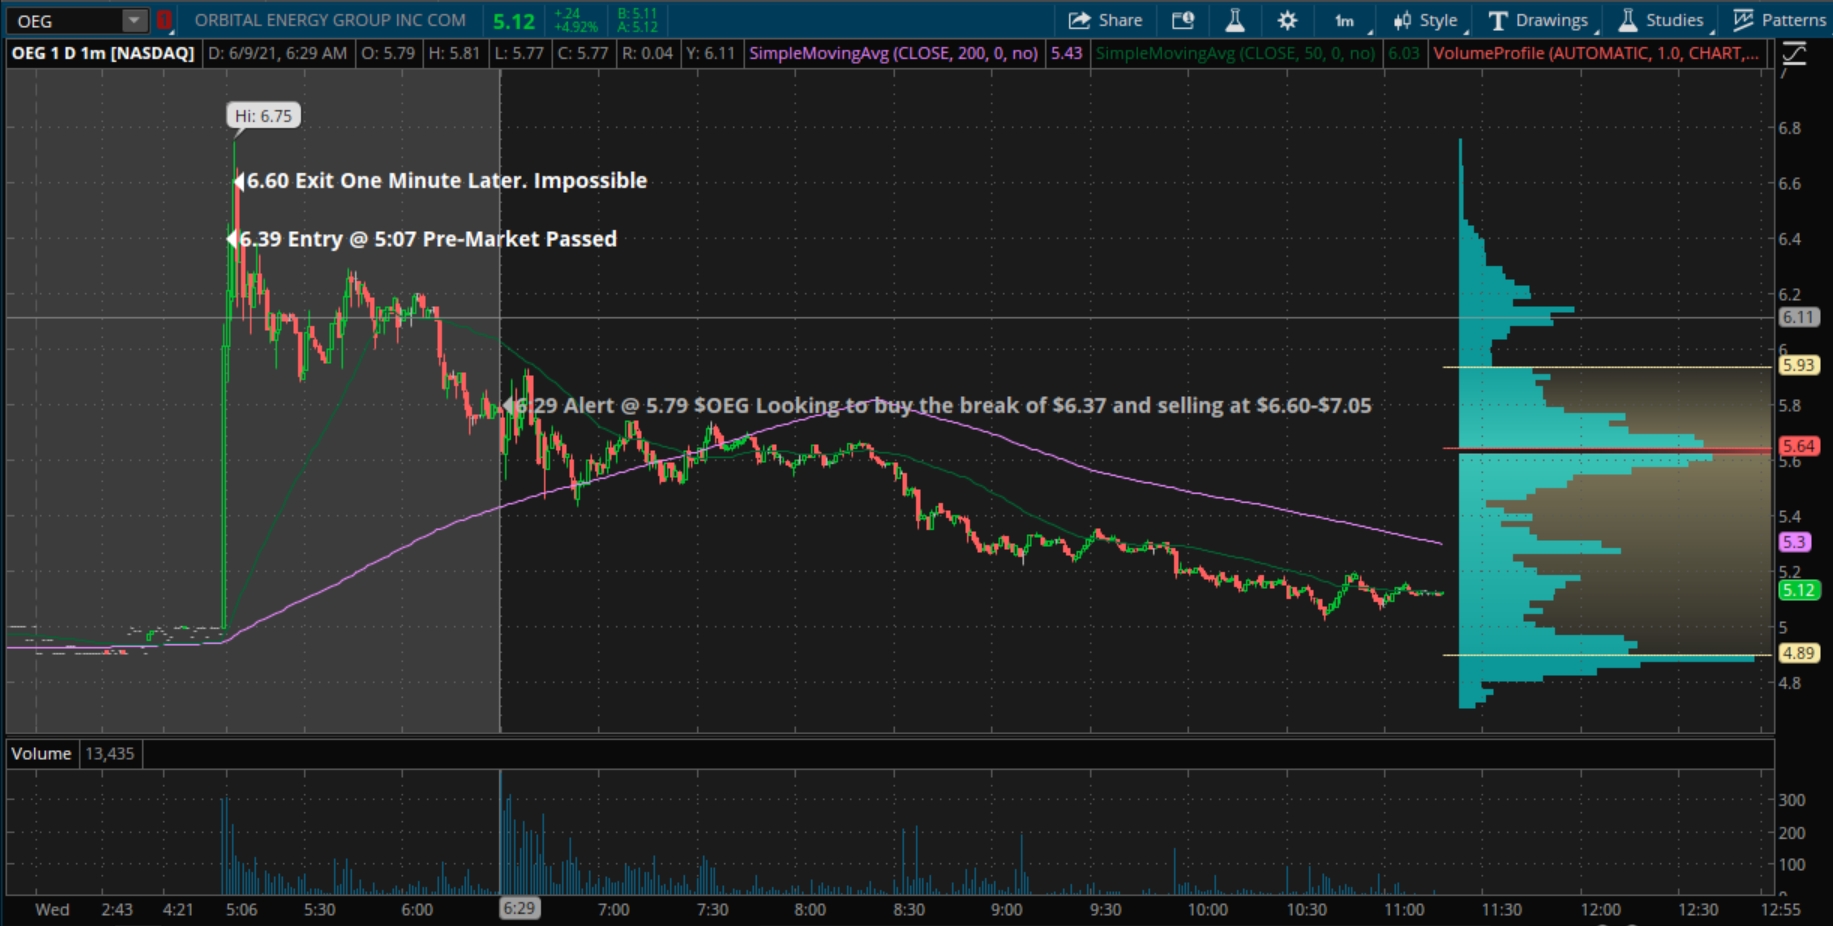 OEG
1
ORBITAL ENERGY GROUP INC COM
5.12
+.24
+4.92%
B: 5.11
A: 5.12
Share
1m
Style
Drawings
Studies
Patterns
OEG 1 D 1m [NASDAQ]
D: 6/9/21, 6:29 AM
O: 5.79
H: 5.81
L: 5.77
C: 5.77
R: 0.04
Y: 6.11
SimpleMovingAvg (CLOSE, 200, 0, no)
5.43
SimpleMovingAvg (CLOSE, 50, 0, no)
6.03
VolumeProfile (AUTOMATIC, 1.0, CHART,...
Hi: 6.75
6.60 Exit One Minute Later. Impossible
6.39 Entry @ 5:07 Pre-Market Passed
6:29 Alert @ 5.79 $OEG Looking to buy the break of $6.37 and selling at $6.60-$7.05
6.8
6.6
6.4
6.2
6.11
6
5.93
5.8
5.64
5.6
5.4
5.3
5.2
5.12
5
4.89
4.8
Volume
13,435
300
200
100
Wed 2:43 4:21 5:06 5:30 6:00 6:29 7:00 7:30 8:00 8:30 9:00 9:30 10:00 10:30 11:00 11:30 12:00 12:30 12:55